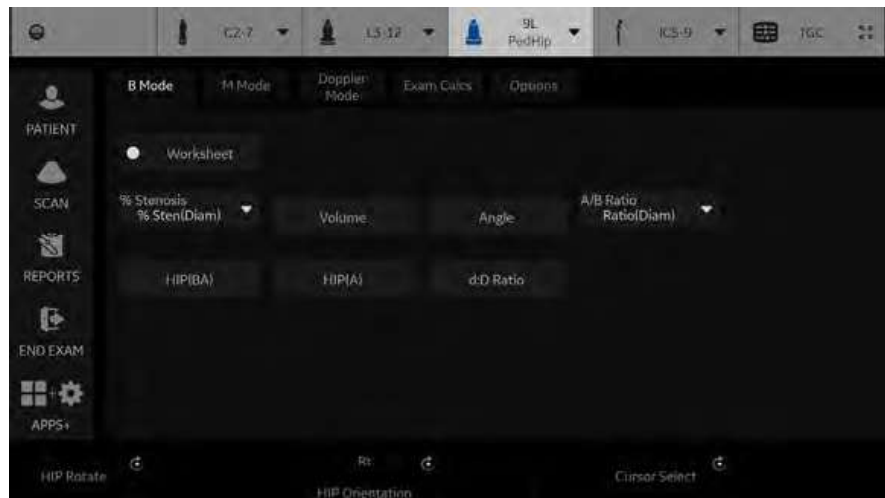 C2-7
L3-12
9L
PedHip
IC5-9
TGC
B Mode
M Mode
Doppler
Mode
Exam Calcs
Options
PATIENT
Worksheet
SCAN
% Stenosis
% Sten(Diam)
Volume
Angle
A/B Ratio
Ratio(Diam)
REPORTS
HIP(BA)
HIP(A)
d:D Ratio
END EXAM
APPS+
HIP Rotate
Rt
HIP Orientation
Cursor Select